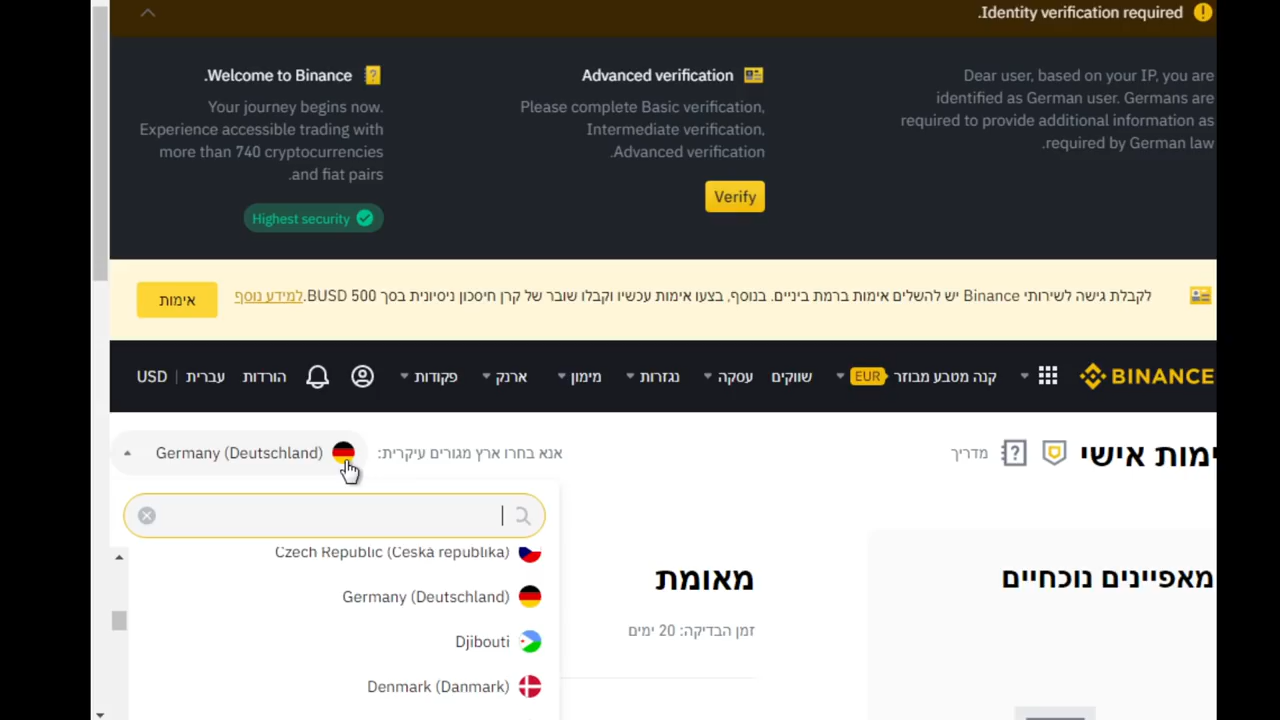 .Identity verification required
Dear user, based on your IP, you are
identified as German user. Germans are
required to provide additional information as
.required by German law
Advanced verification
Please complete Basic verification,
Intermediate verification,
.Advanced verification
Verify
.Welcome to Binance
Your journey begins now.
Experience accessible trading with
more than 740 cryptocurrencies
.and fiat pairs
Highest security
לקבלת גישה לשירותי Binance יש להשלים אימות ברמת ביניים. בנוסף, בצעו אימות עכשיו וקבלו שובר של קרן חיסכון ניסיונית בסך 500 BUSD.למידע נוסף
אימות
BINANCE
קנה מטבע מבוזר EUR שווקים עסקה נגזרות מימון ארנק פקודות הורדות עברית | USD
ימות אישי
מדריך
אנא בחרו ארץ מגורים עיקרית:
Germany (Deutschland)
Czech Republic (Česká republika)
Germany (Deutschland)
Djibouti
Denmark (Danmark)
מאומת
זמן הבדיקה: 20 ימים
מאפיינים נוכחיים